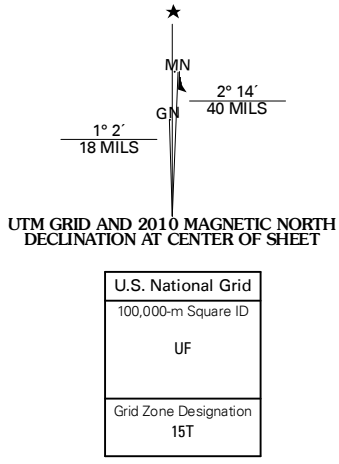 ★
MN
GN
2° 14´
40 MILS
1° 2´
18 MILS
UTM GRID AND 2010 MAGNETIC NORTH
DECLINATION AT CENTER OF SHEET
U.S. National Grid
100,000-m Square ID
UF
Grid Zone Designation
15T